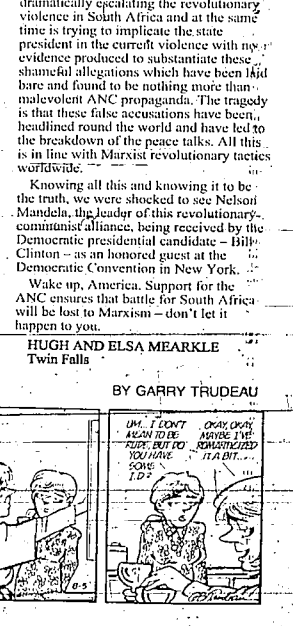 dramatically escalating the revolutionary
violence in South Africa and at the same
time is trying to implicate the state
president in the current violence with no
evidence produced to substantiate these
shameful allegations which have been laid
bare and found to be nothing more than
malevolent ANC propaganda. The tragedy
is that these false accusations have been
headlined round the world and have led to
the breakdown of the peace talks. All this
is in line with Marxist revolutionary tactics
worldwide.
Knowing all this and knowing it to be
the truth, we were shocked to see Nelson
Mandela, the leader of this revolutionary
communist alliance, being received by the
Democratic presidential candidate – Bill
Clinton – as an honored guest at the
Democratic Convention in New York.
Wake up, America. Support for the
ANC ensures that battle for South Africa
will be lost to Marxism – don't let it
happen to you.
HUGH AND ELSA MEARKLE
Twin Falls
BY GARRY TRUDEAU
UM... I DON'T
MEAN TO BE
RUDE, BUT DO
YOU HAVE
SOME
I.D.?
OKAY, OKAY,
MAYBE I'VE
ROMANTICIZED
IT A BIT...
8-5
GB Trudeau